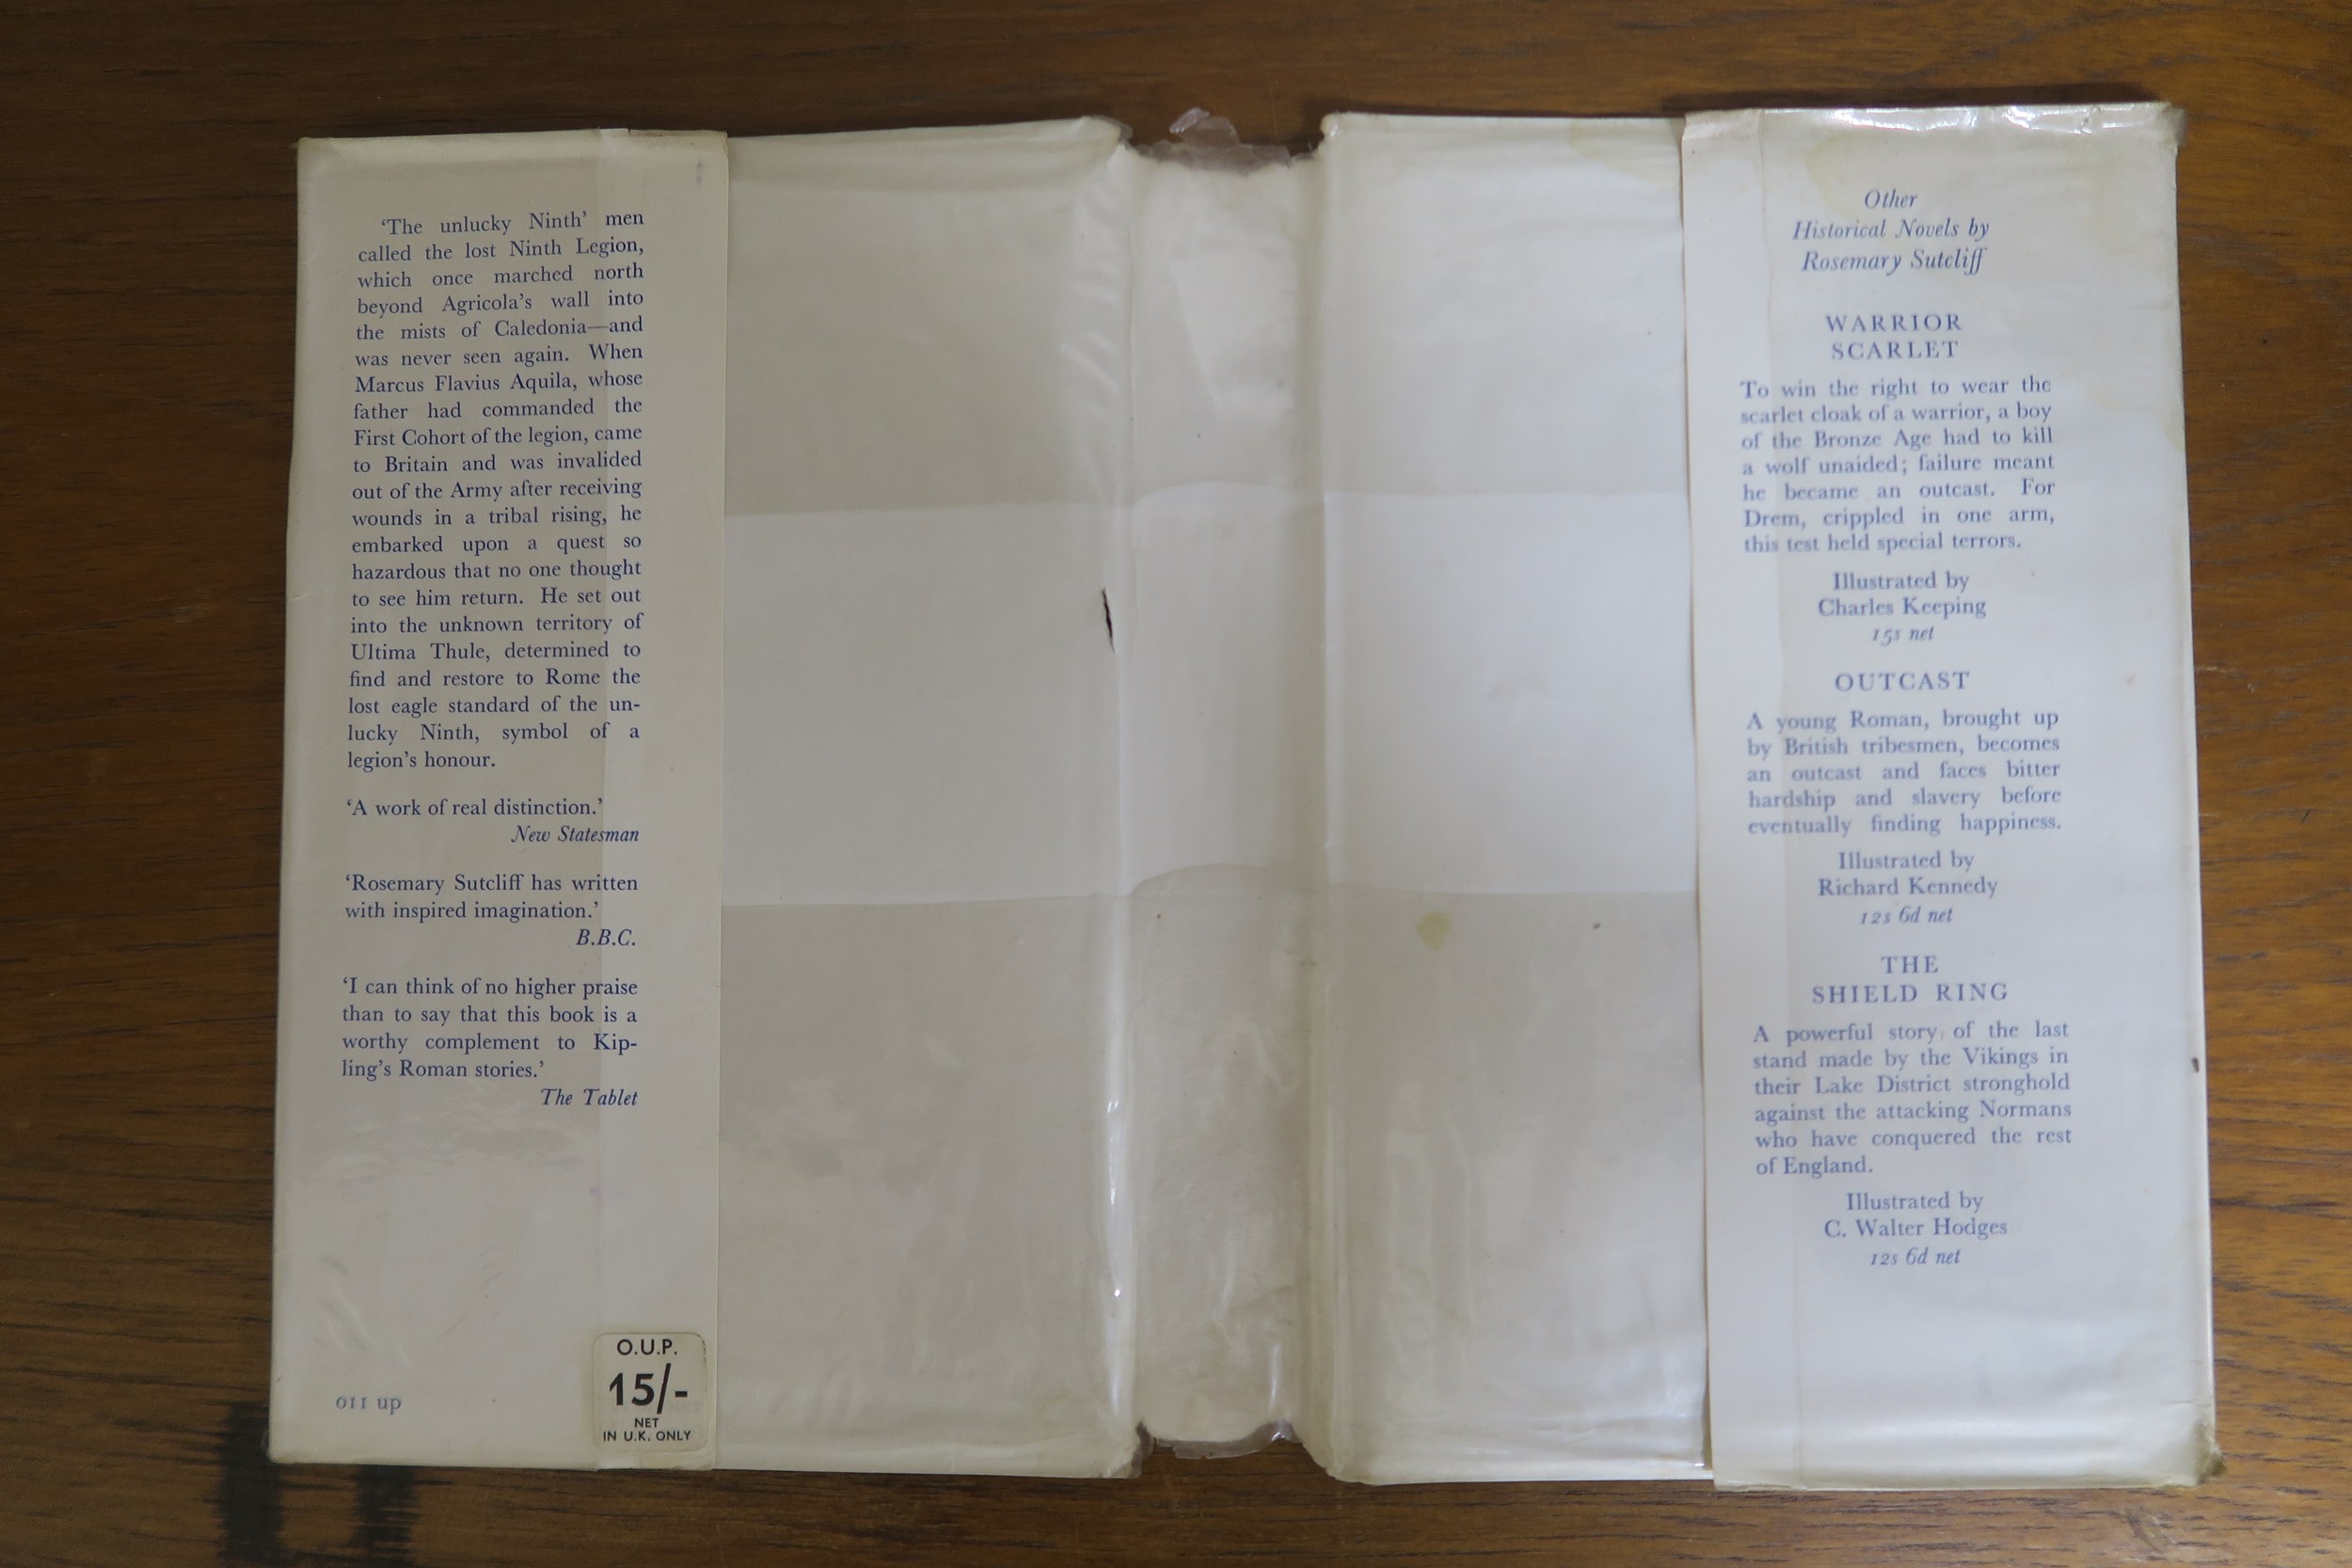 ‘The unlucky Ninth’ men
called the lost Ninth Legion,
which once marched north
beyond Agricola’s wall into
the mists of Caledonia—and
was never seen again. When
Marcus Flavius Aquila, whose
father had commanded the
First Cohort of the legion, came
to Britain and was invalided
out of the Army after receiving
wounds in a tribal rising, he
embarked upon a quest so
hazardous that no one thought
to see him return. He set out
into the unknown territory of
Ultima Thule, determined to
find and restore to Rome the
lost eagle standard of the un-
lucky Ninth, symbol of a
legion’s honour.
‘A work of real distinction.’
New Statesman
‘Rosemary Sutcliff has written
with inspired imagination.’
B.B.C.
‘I can think of no higher praise
than to say that this book is a
worthy complement to Kip-
ling’s Roman stories.’
The Tablet
011 up
O.U.P.
15/-
NET
IN U.K. ONLY
Other
Historical Novels by
Rosemary Sutcliff
WARRIOR
SCARLET
To win the right to wear the
scarlet cloak of a warrior, a boy
of the Bronze Age had to kill
a wolf unaided; failure meant
he became an outcast. For
Drem, crippled in one arm,
this test held special terrors.
Illustrated by
Charles Keeping
15s net
OUTCAST
A young Roman, brought up
by British tribesmen, becomes
an outcast and faces bitter
hardship and slavery before
eventually finding happiness.
Illustrated by
Richard Kennedy
12s 6d net
THE
SHIELD RING
A powerful story of the last
stand made by the Vikings in
their Lake District stronghold
against the attacking Normans
who have conquered the rest
of England.
Illustrated by
C. Walter Hodges
12s 6d net